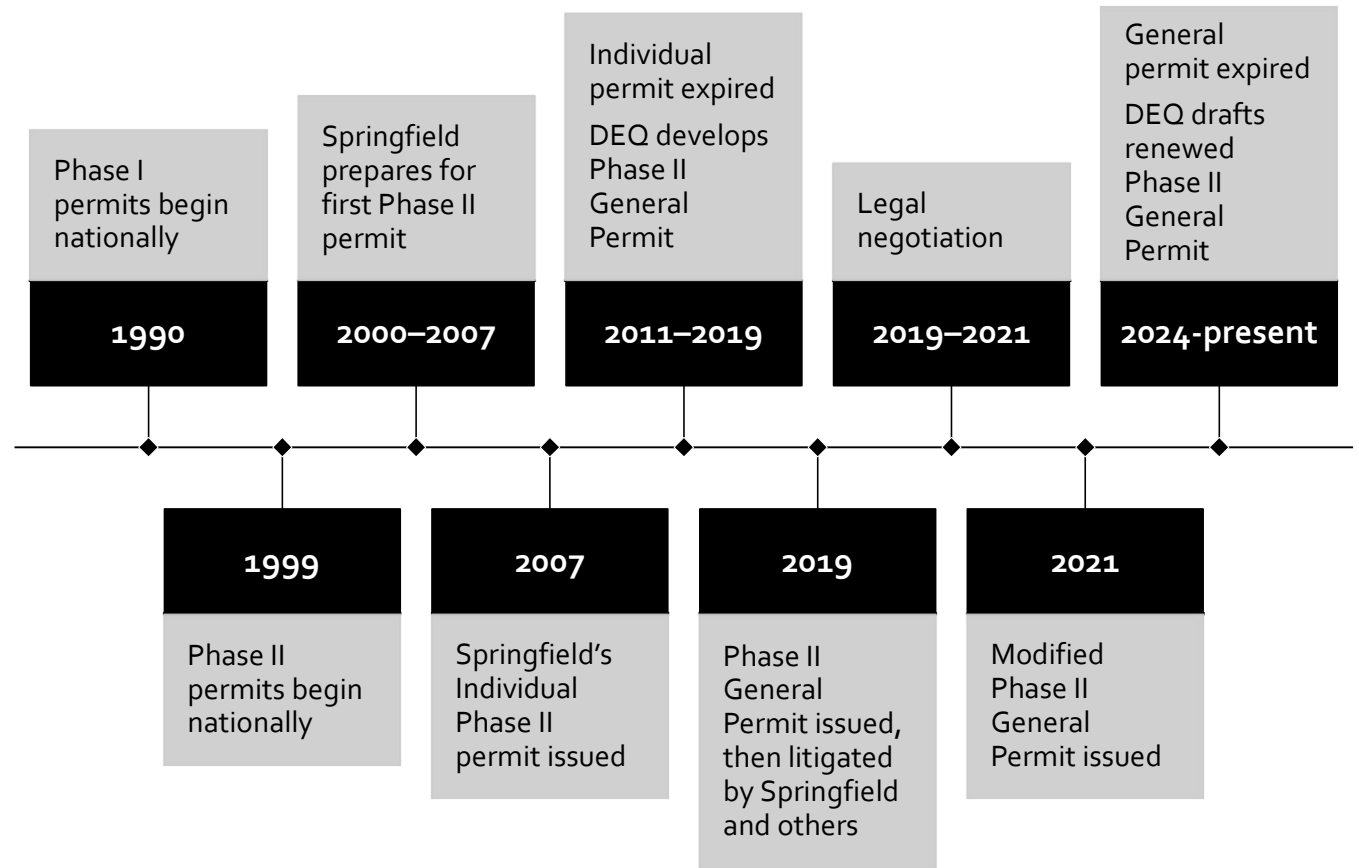 Phase I
permits begin
nationally
1990
Springfield
prepares for
first Phase II
permit
2000–2007
Individual
permit expired
DEQ develops
Phase II
General
Permit
2011–2019
Legal
negotiation
2019–2021
General
permit expired
DEQ drafts
renewed
Phase II
General
Permit
2024-present
1999
Phase II
permits begin
nationally
2007
Springfield's
Individual
Phase II
permit issued
2019
Phase II
General
Permit issued,
then litigated
by Springfield
and others
2021
Modified
Phase II
General
Permit issued